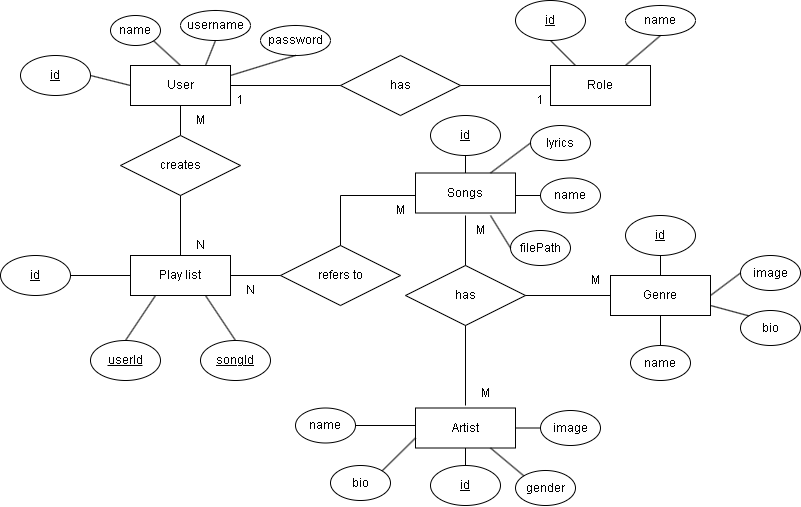 name
username
password
id
name
id
User
has
Role
1
1
M
creates
id
lyrics
Songs
name
M
M
filePath
N
id
Play list
N
refers to
id
image
M
has
Genre
bio
userId
songId
name
M
name
Artist
image
bio
id
gender